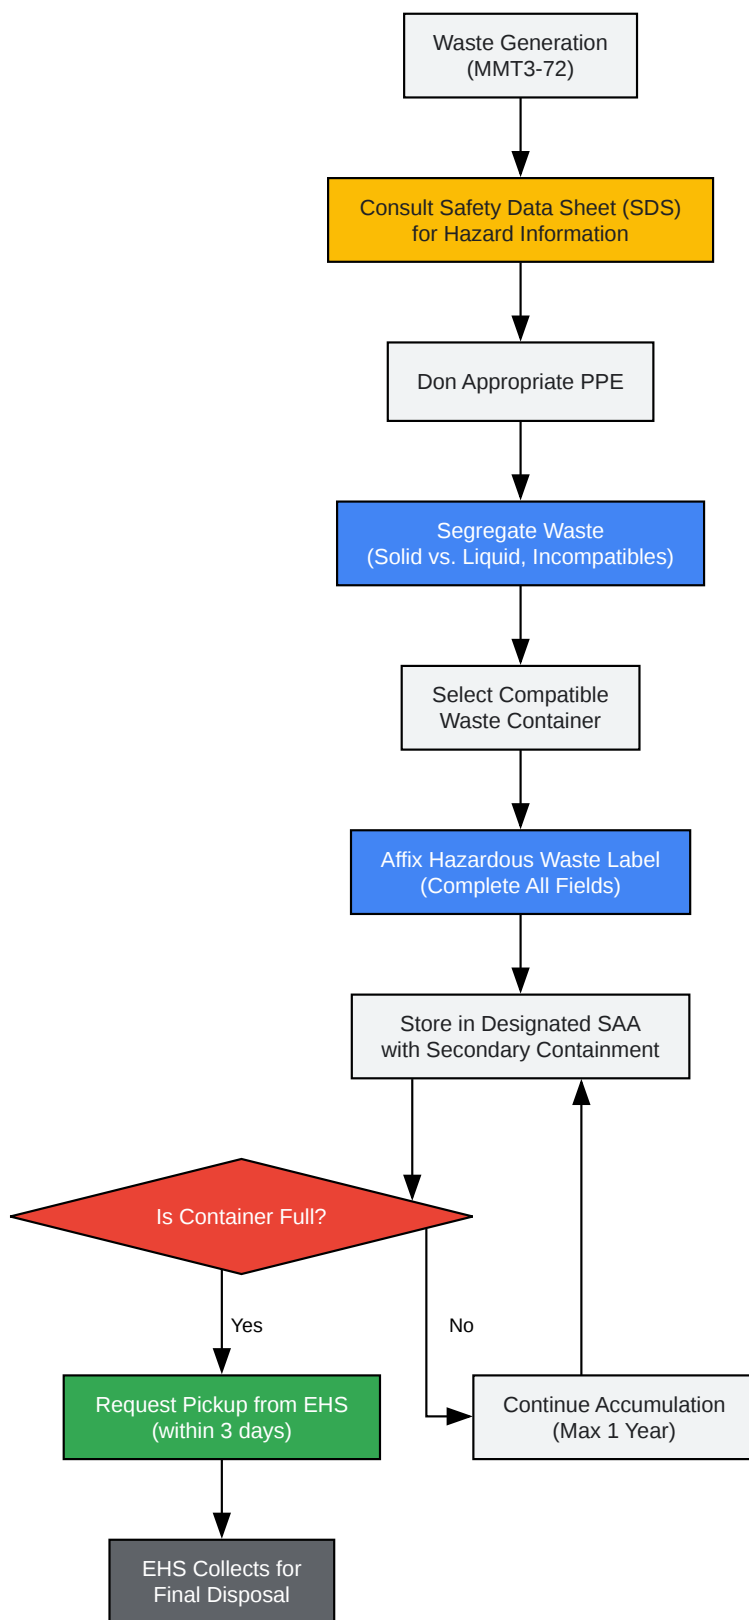 Waste Generation
(MMT3-72)
Consult Safety Data Sheet (SDS)
for Hazard Information
Don Appropriate PPE
Segregate Waste
(Solid vs. Liquid, Incompatibles)
Select Compatible
Waste Container
Affix Hazardous Waste Label
(Complete All Fields)
Store in Designated SAA
with Secondary Containment
Is Container Full?
Yes
No
Request Pickup from EHS
(within 3 days)
Continue Accumulation
(Max 1 Year)
EHS Collects for
Final Disposal